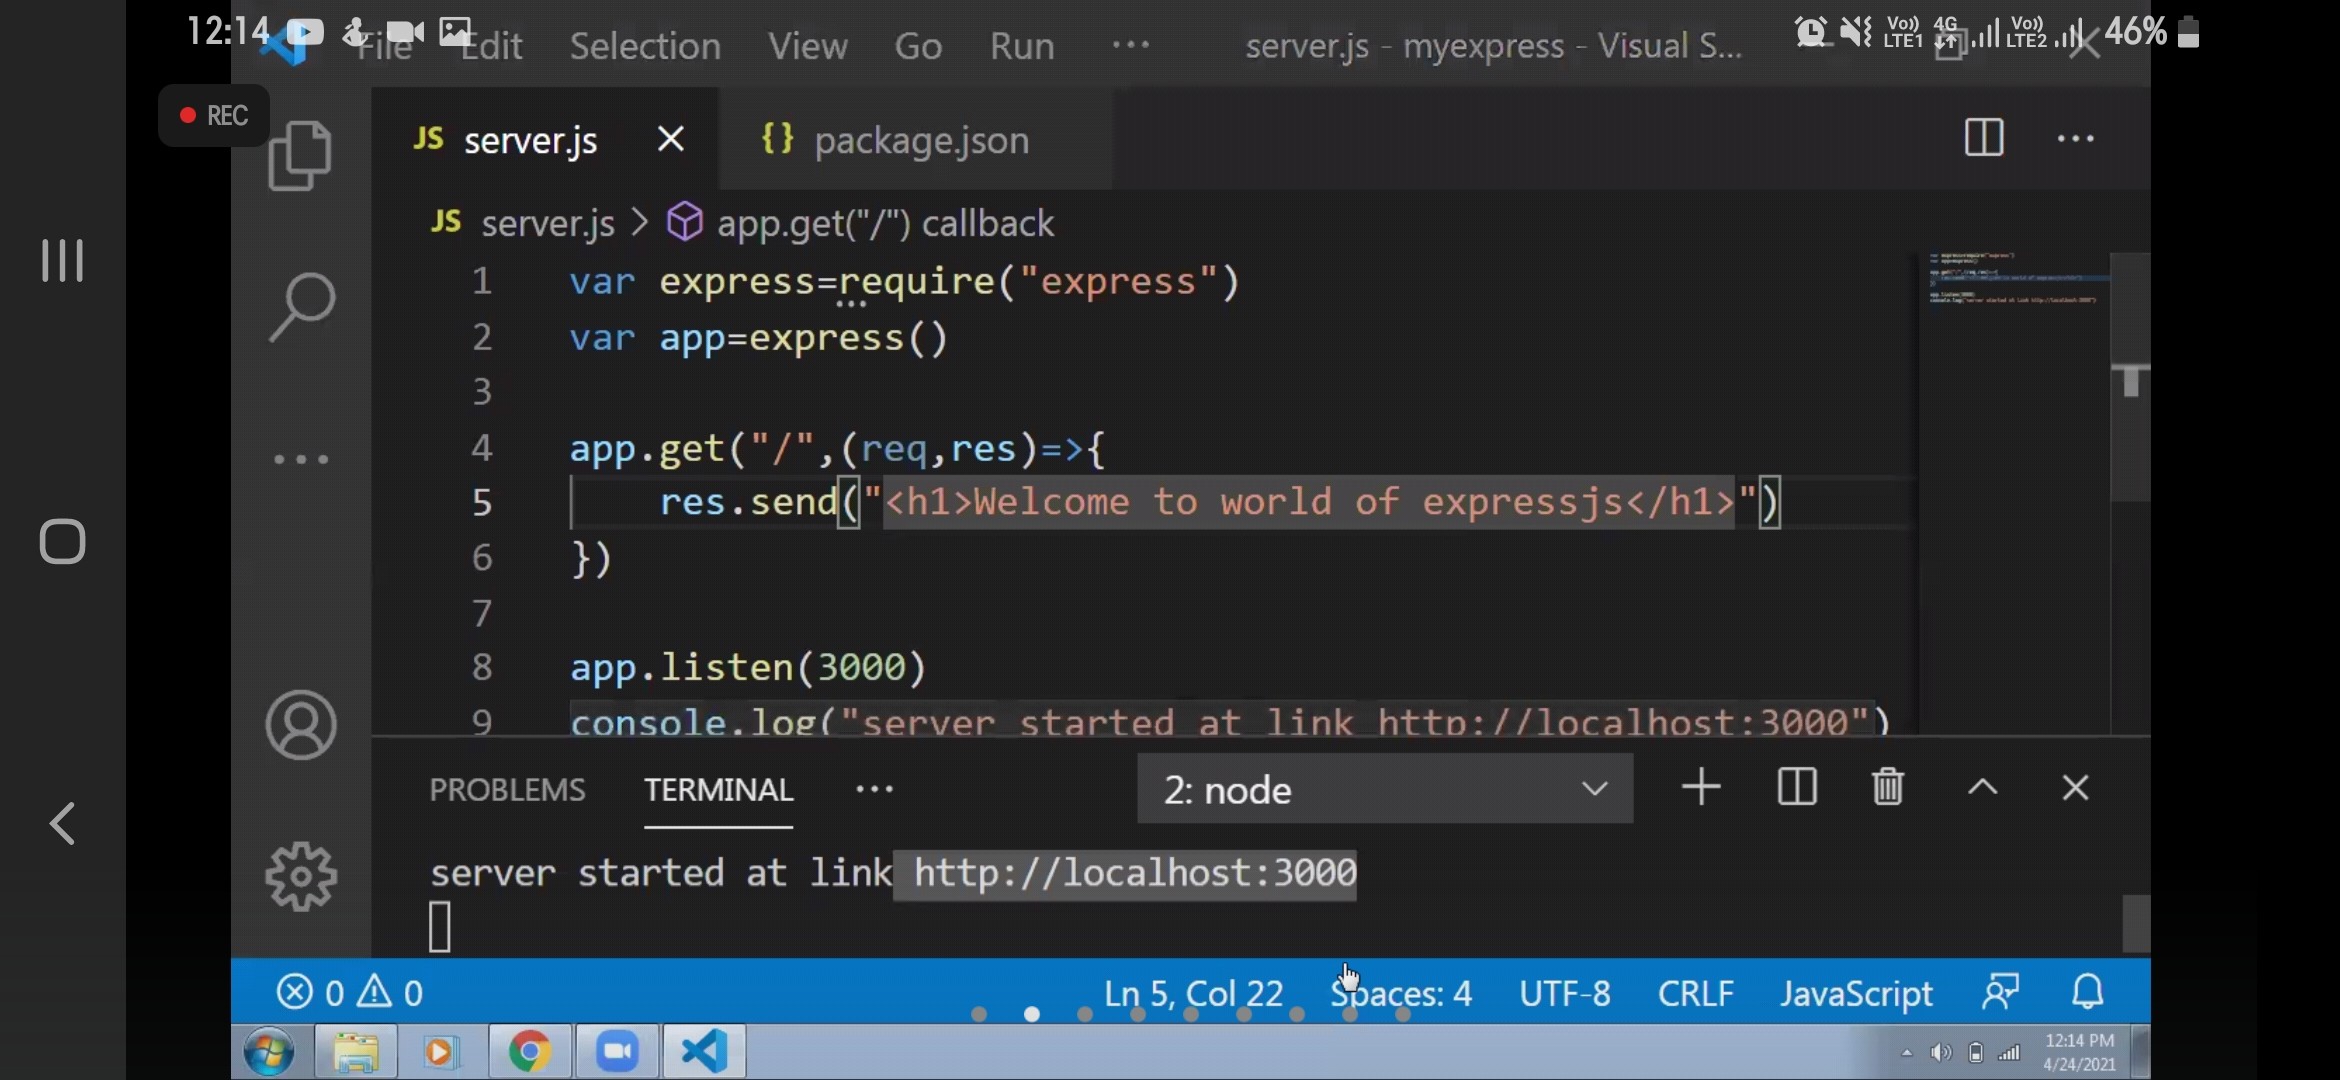 12:14
Vo)) LTE1 4G Vo)) LTE2 46%
File Edit Selection View Go Run ··· server.js - myexpress - Visual S...
REC
JS server.js {} package.json
JS server.js > app.get("/") callback
1 var express=require("express")
2 var app=express()
3
4 app.get("/",(req,res)=>{
5 res.send("<h1>Welcome to world of expressjs</h1>")
6 })
7
8 app.listen(3000)
9 console.log("server started at link http://localhost:3000")
PROBLEMS TERMINAL ··· 2: node
server started at link http://localhost:3000
0 0 Ln 5, Col 22 Spaces: 4 UTF-8 CRLF JavaScript
12:14 PM
4/24/2021